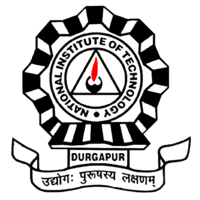 • NATIONAL INSTITUTE OF TECHNOLOGY •
DURGAPUR
उद्योगः पुरूषस्य लक्षणम्